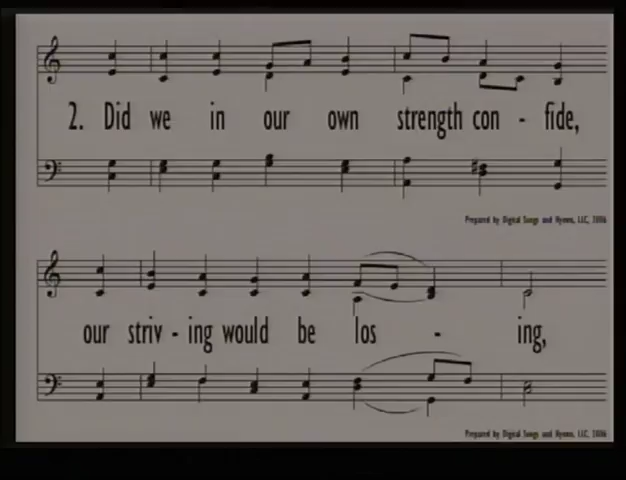 2. Did we in our own strength con - fide,
Prepared by Digital Songs and Hymns, LLC, 2006
our striv - ing would be los - ing,
Prepared by Digital Songs and Hymns, LLC, 2006